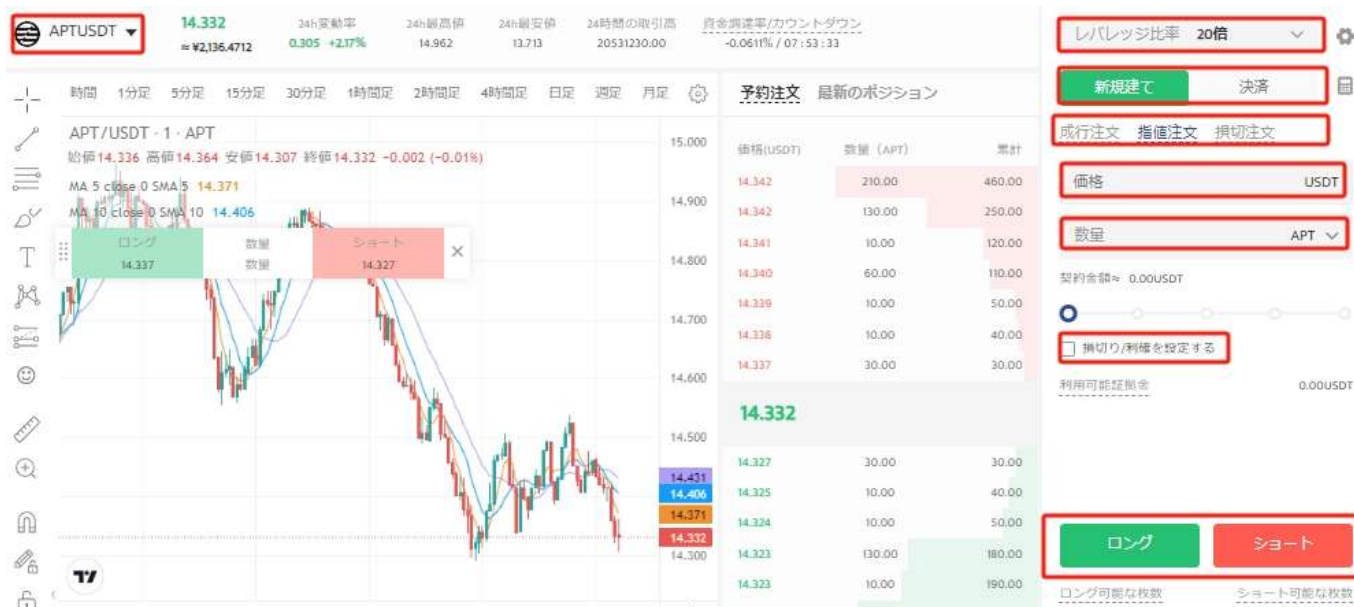 APTUSDT
14.332
≈ ¥2,136.4712
24h変動率
0.305 +2.17%
24h最高値
14.962
24h最安値
13.713
24時間の取引高
20531230.00
資金調達率/カウントダウン
-0.0611% / 07 : 53 : 33
レバレッジ比率 20倍
時間 1分足 5分足 15分足 30分足 1時間足 2時間足 4時間足 日足 週足 月足
APT/USDT · 1 · APT
始値14.336 高値14.364 安値14.307 終値14.332 -0.002 (-0.01%)
MA 5 close 0 SMA 5 14.371
MA 10 close 0 SMA 10 14.406
ロング 数量 ショート
14.337 数量 14.327
15.000
14.900
14.800
14.700
14.600
14.500
14.431
14.406
14.371
14.332
14.300
予約注文 最新のポジション
価格(USDT) 数量 (APT) 累計
14.342 210.00 460.00
14.342 130.00 250.00
14.341 10.00 120.00
14.340 60.00 110.00
14.339 10.00 50.00
14.338 10.00 40.00
14.337 30.00 30.00
14.332
14.327 30.00 30.00
14.325 10.00 40.00
14.324 10.00 50.00
14.323 130.00 180.00
14.323 10.00 190.00
新規建て 決済
成行注文 指値注文 損切注文
価格 USDT
数量 APT
契約金額≈ 0.00USDT
損切り/利確を設定する
利用可能証拠金 0.00USDT
ロング ショート
ロング可能な枚数 ショート可能な枚数